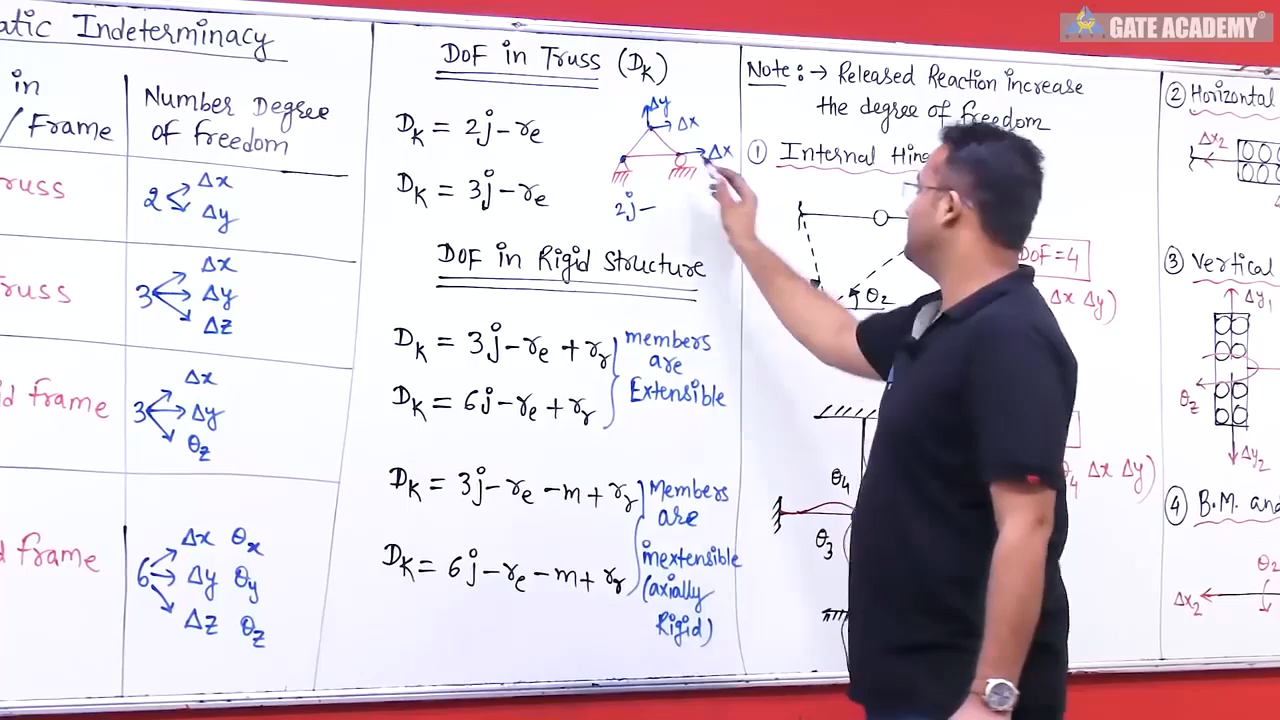 GATE ACADEMY
atic Indeterminacy
in
/ Frame
Number Degree
of freedom
russ
2 Δx
Δy
russ
3 Δx
Δy
Δz
id frame
3 Δx
Δy
θz
d frame
6 Δx θx
Δy θy
Δz θz
DoF in Truss (Dk)
Dk = 2j - re
Dk = 3j - re
Δy
Δx
Δx
2j -
DoF in Rigid Structure
Dk = 3j - re + rr
Dk = 6j - re + rr
members
are
Extensible
Dk = 3j - re - m + rr
Dk = 6j - re - m + rr
Members
are
inextensible
(axially
Rigid)
Note : → Released Reaction increase
the degree of freedom
① Internal Hin
θ2
DoF = 4
Δx Δy)
θ4
θ3
4 Δx Δy)
② Horizontal
Δx2
③ Vertical
Δy1
θz
Δy2
④ B.M. an
θ2
Δx2